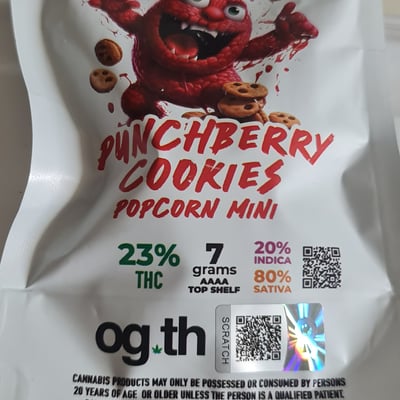 PUNCHBERRY
COOKIES
POPCORN MINI
23%
THC
7
grams
AAAA
TOP SHELF
20%
INDICA
80%
SATIVA
og.th
SCRATCH
CANNABIS PRODUCTS MAY ONLY BE POSSESSED OR CONSUMED BY PERSONS
20 YEARS OF AGE OR OLDER UNLESS THE PERSON IS A QUALIFIED PATIENT.